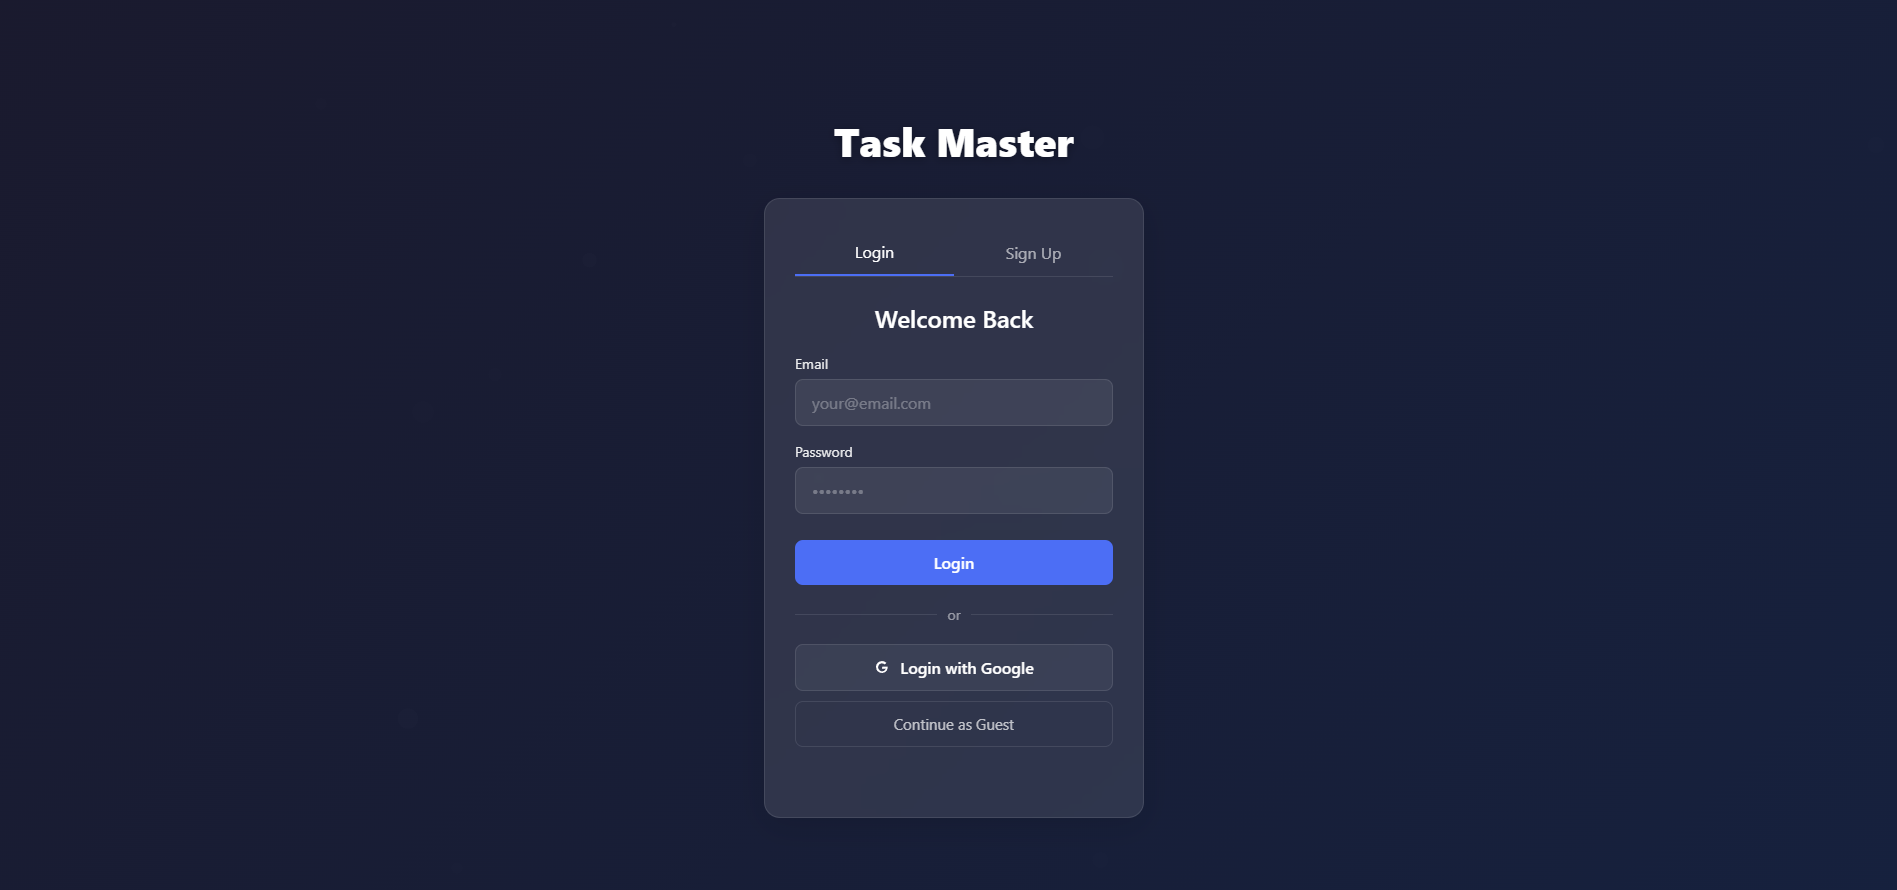 Task Master
Login
Sign Up
Welcome Back
Email
your@email.com
Password
••••••••
Login
or
G Login with Google
Continue as Guest